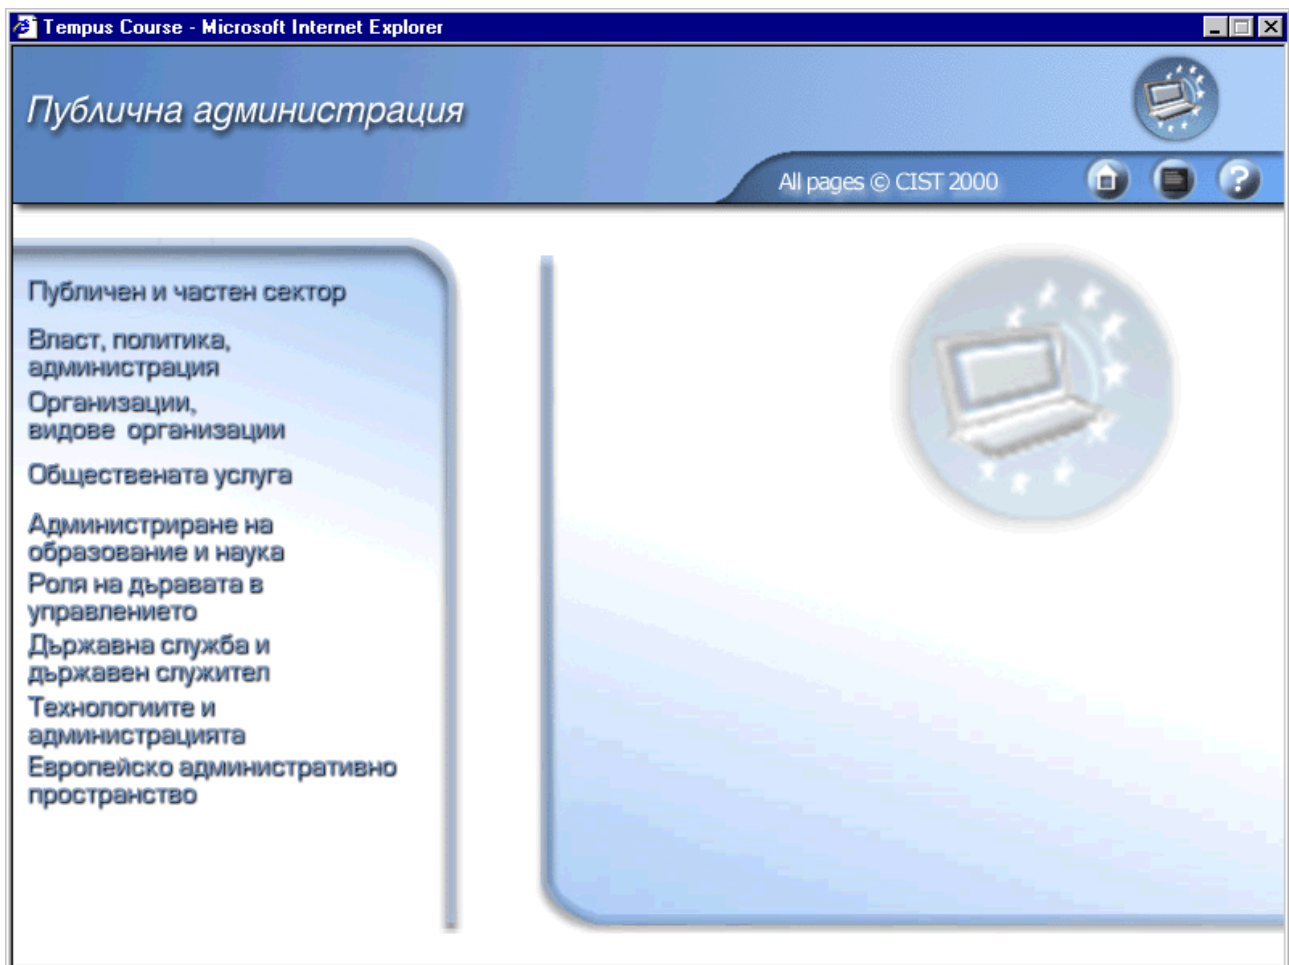 Tempus Course - Microsoft Internet Explorer
Публична администрация
All pages © CIST 2000
?
Публичен и частен сектор
Власт, политика,
администрация
Организации,
видове организации
Обществената услуга
Администриране на
образование и наука
Роля на дъравата в
управлението
Държавна служба и
държавен служител
Технологиите и
администрацията
Европейско административно
пространство